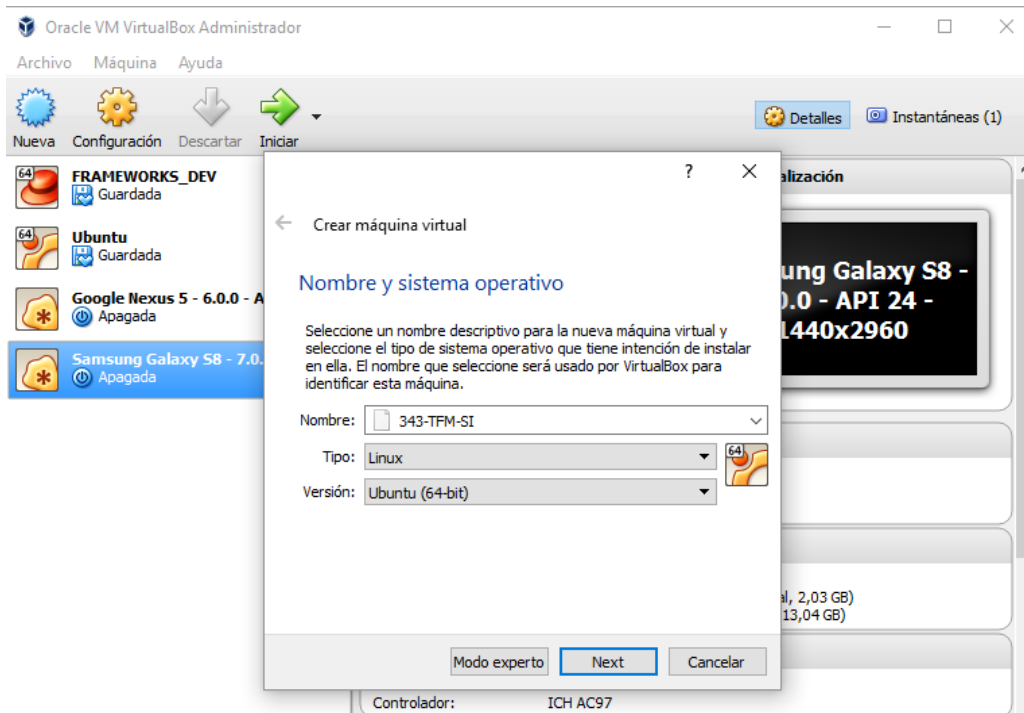 Oracle VM VirtualBox Administrador
Archivo Máquina Ayuda
Nueva Configuración Descartar Iniciar
Detalles Instantáneas (1)
64 FRAMEWORKS_DEV
Guardada
64 Ubuntu
Guardada
Google Nexus 5 - 6.0.0 - A
Apagada
Samsung Galaxy S8 - 7.0.
Apagada
?
Crear máquina virtual
Nombre y sistema operativo
Seleccione un nombre descriptivo para la nueva máquina virtual y
seleccione el tipo de sistema operativo que tiene intención de instalar
en ella. El nombre que seleccione será usado por VirtualBox para
identificar esta máquina.
Nombre: 343-TFM-SI
Tipo: Linux
64
Versión: Ubuntu (64-bit)
Modo experto Next Cancelar
alización
ung Galaxy S8 -
.0.0 - API 24 -
1440x2960
al, 2,03 GB)
13,04 GB)
Controlador: ICH AC97